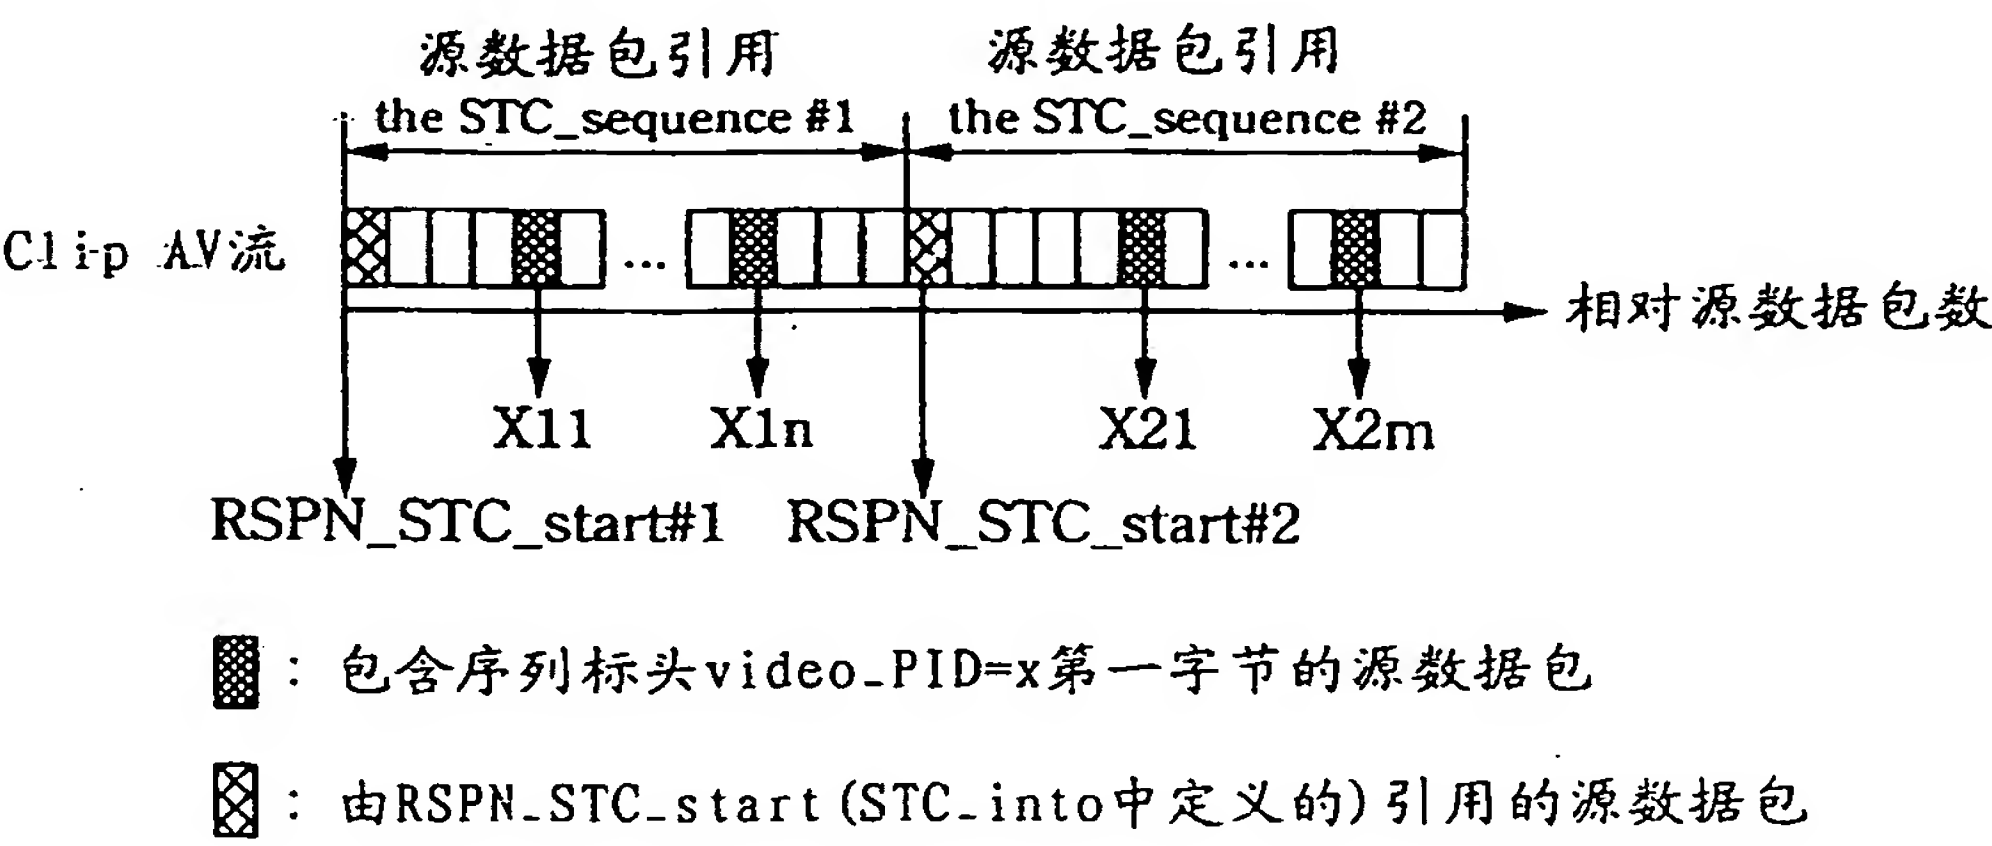 源数据包引用 源数据包引用
the STC_sequence #1 the STC_sequence #2
Clip AV流
...
...
相对源数据包数
X11 X1n X21 X2m
RSPN_STC_start#1 RSPN_STC_start#2
: 包含序列标头video_PID=x第一字节的源数据包
: 由RSPN_STC_start(STC_into中定义的)引用的源数据包